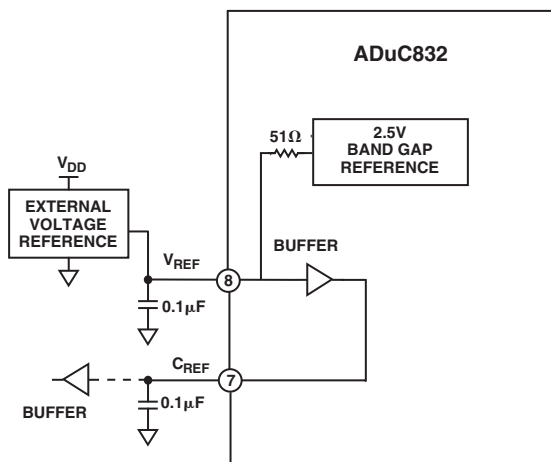 ADuC832
51Ω
2.5V
BAND GAP
REFERENCE
VDD
EXTERNAL
VOLTAGE
REFERENCE
BUFFER
VREF
8
0.1μF
CREF
7
BUFFER
0.1μF